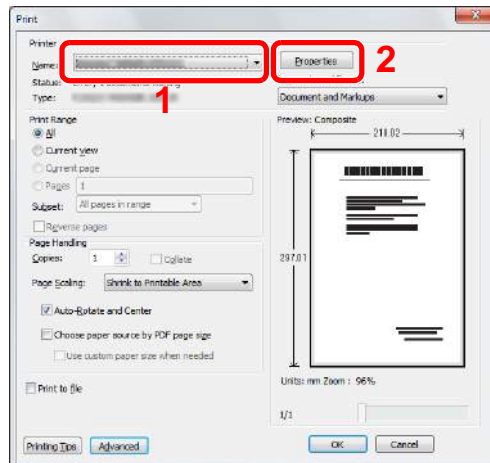 Print
Printer
Name:
Properties
2
Status:
1
Type:
Document and Markups
Print Range
Preview: Composite
All
211.02
Current view
Current page
Pages 1
Subset: All pages in range
Reverse pages
297.01
Page Handling
Copies: 1 Collate
Page Scaling: Shrink to Printable Area
Auto-Rotate and Center
Choose paper source by PDF page size
Use custom paper size when needed
Print to file
Units: mm Zoom : 96%
1/1
Printing Tips Advanced OK Cancel